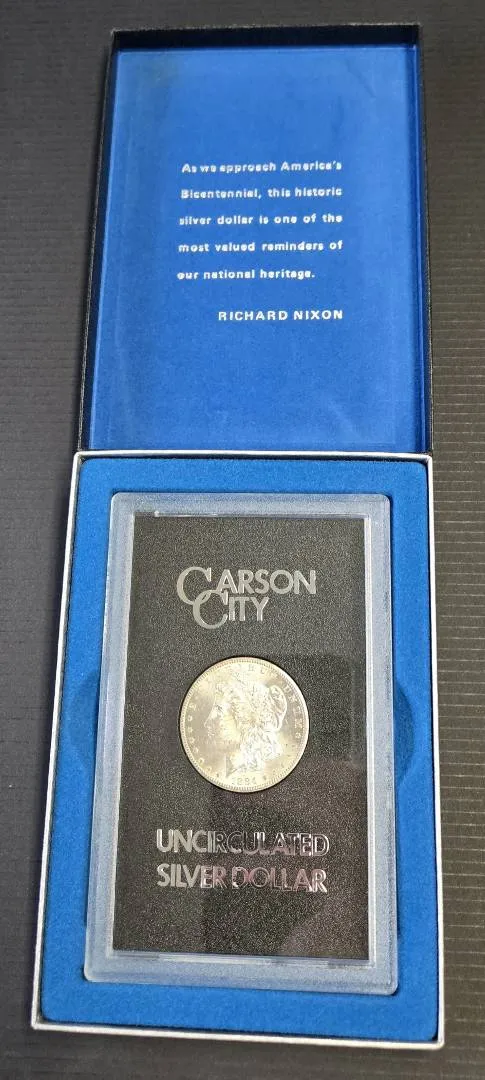 As we approach America's
Bicentennial, this historic
silver dollar is one of the
most valued reminders of
our national heritage.
RICHARD NIXON
CARSON
CITY
1884
UNCIRCULATED
SILVER DOLLAR